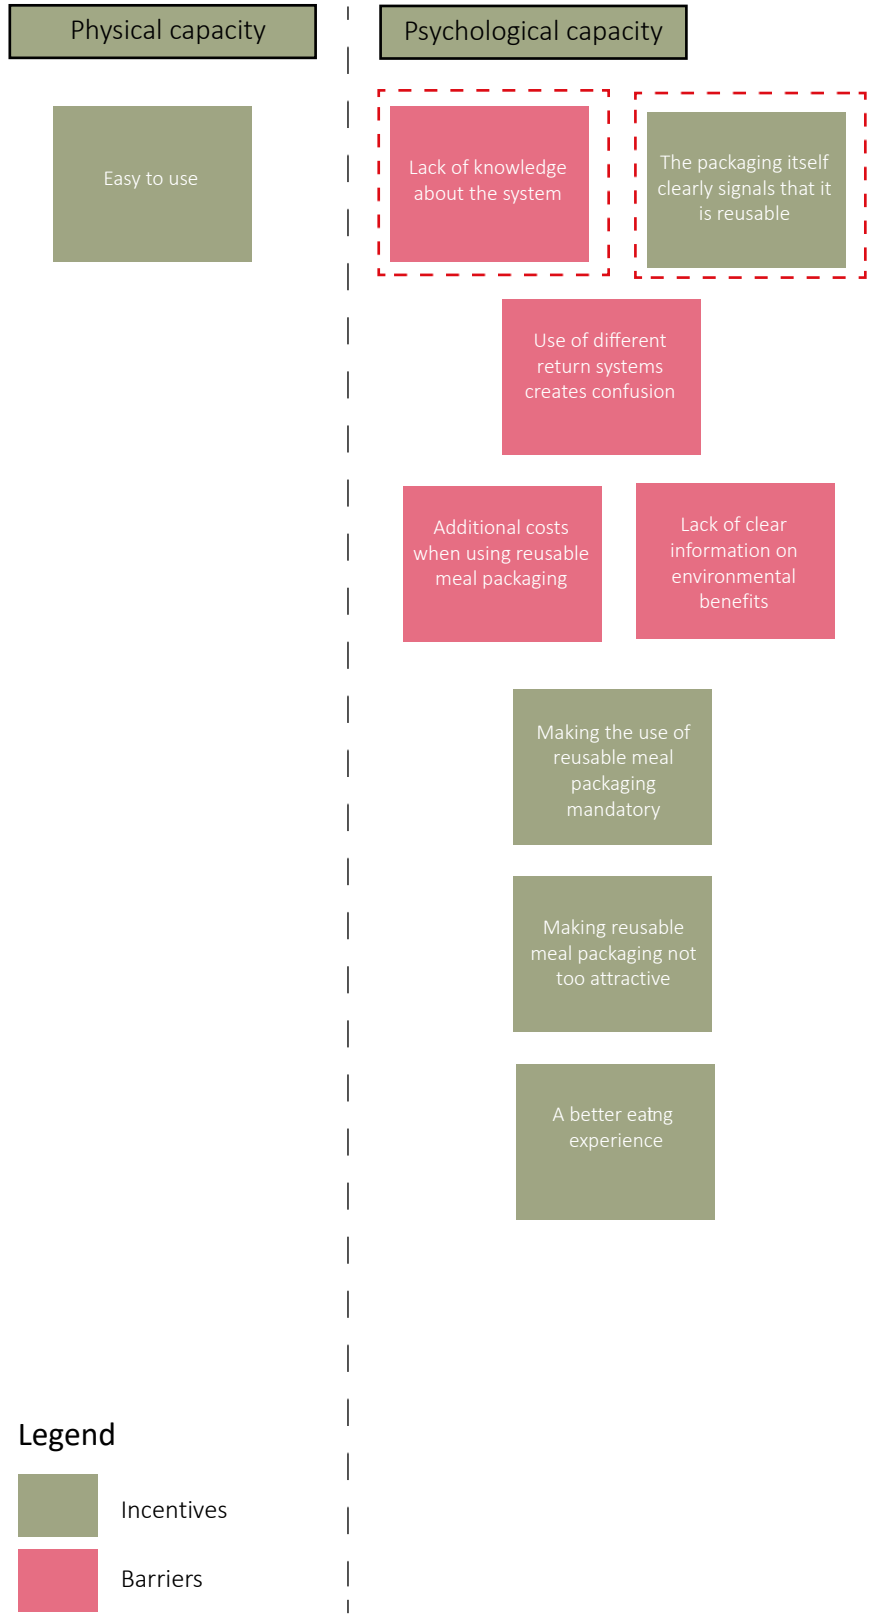 Physical capacity
Psychological capacity
Easy to use
Lack of knowledge
about the system
The packaging itself
clearly signals that it
is reusable
Use of different
return systems
creates confusion
Additional costs
when using reusable
meal packaging
Lack of clear
information on
environmental
benefits
Making the use of
reusable meal
packaging
mandatory
Making reusable
meal packaging not
too attractive
A better eating
experience
Legend
Incentives
Barriers